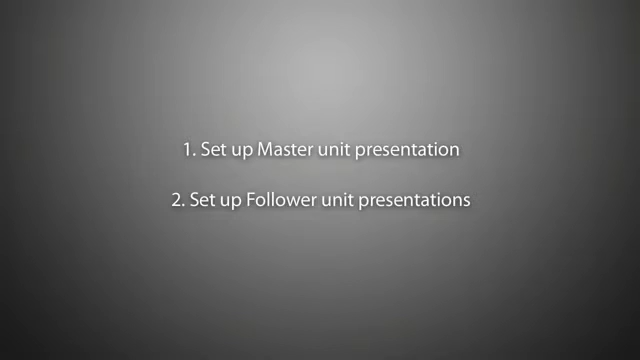 1. Set up Master unit presentation
2. Set up Follower unit presentations